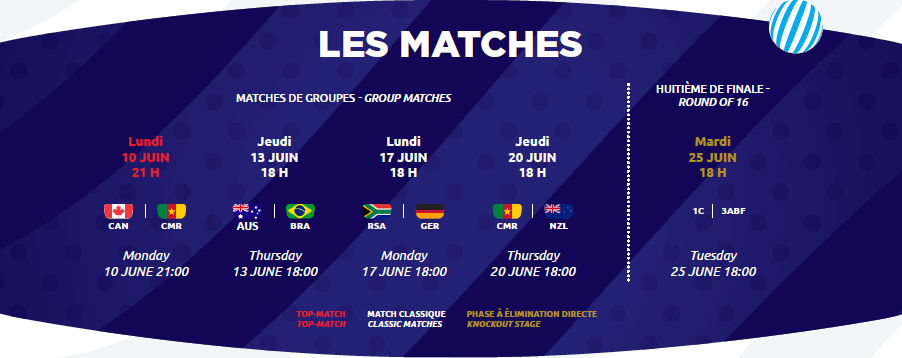 LES MATCHES
MATCHES DE GROUPES - GROUP MATCHES
HUITIÈME DE FINALE -
ROUND OF 16
Lundi
10 JUIN
21 H
CAN CMR
Monday
10 JUNE 21:00
Jeudi
13 JUIN
18 H
AUS BRA
Thursday
13 JUNE 18:00
Lundi
17 JUIN
18 H
RSA GER
Monday
17 JUNE 18:00
Jeudi
20 JUIN
18 H
CMR NZL
Thursday
20 JUNE 18:00
Mardi
25 JUIN
18 H
1C 3ABF
Tuesday
25 JUNE 18:00
TOP-MATCH
TOP-MATCH
MATCH CLASSIQUE
CLASSIC MATCHES
PHASE À ÉLIMINATION DIRECTE
KNOCKOUT STAGE